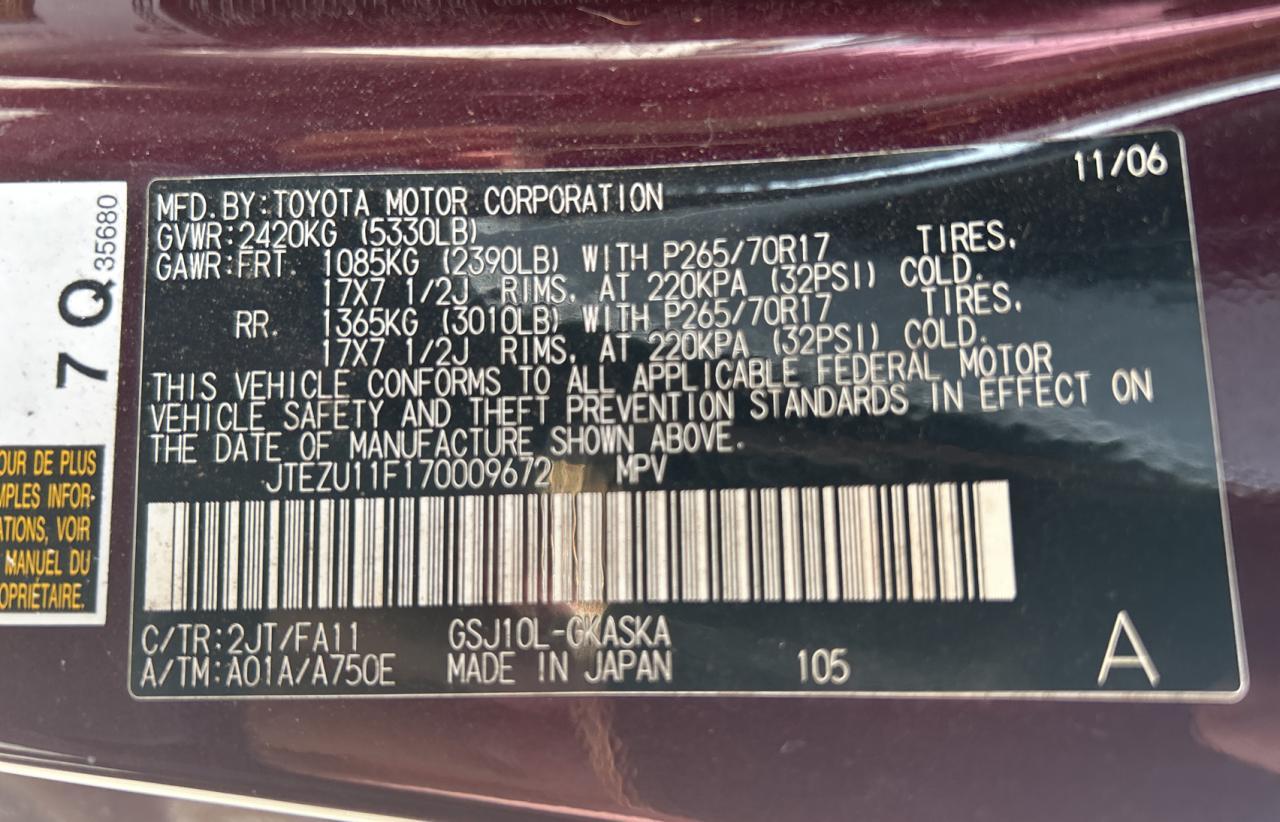 11/06
MFD.BY:TOYOTA MOTOR CORPORATION
GVWR:2420KG (5330LB)
GAWR:FRT. 1085KG (2390LB) WITH P265/70R17 TIRES,
17X7 1/2J RIMS, AT 220KPA (32PSI) COLD.
RR. 1365KG (3010LB) WITH P265/70R17 TIRES,
17X7 1/2J RIMS, AT 220KPA (32PSI) COLD.
THIS VEHICLE CONFORMS TO ALL APPLICABLE FEDERAL MOTOR
VEHICLE SAFETY AND THEFT PREVENTION STANDARDS IN EFFECT ON
THE DATE OF MANUFACTURE SHOWN ABOVE.
JTEZU11F170009672 MPV
C/TR:2JT/FA11 GSJ10L-GKASKA
A/TM:A01A/A750E MADE IN JAPAN 105 A
7 Q 35680
OUR DE PLUS
MPLES INFOR-
ATIONS, VOIR
MANUEL DU
OPRIÉTAIRE.